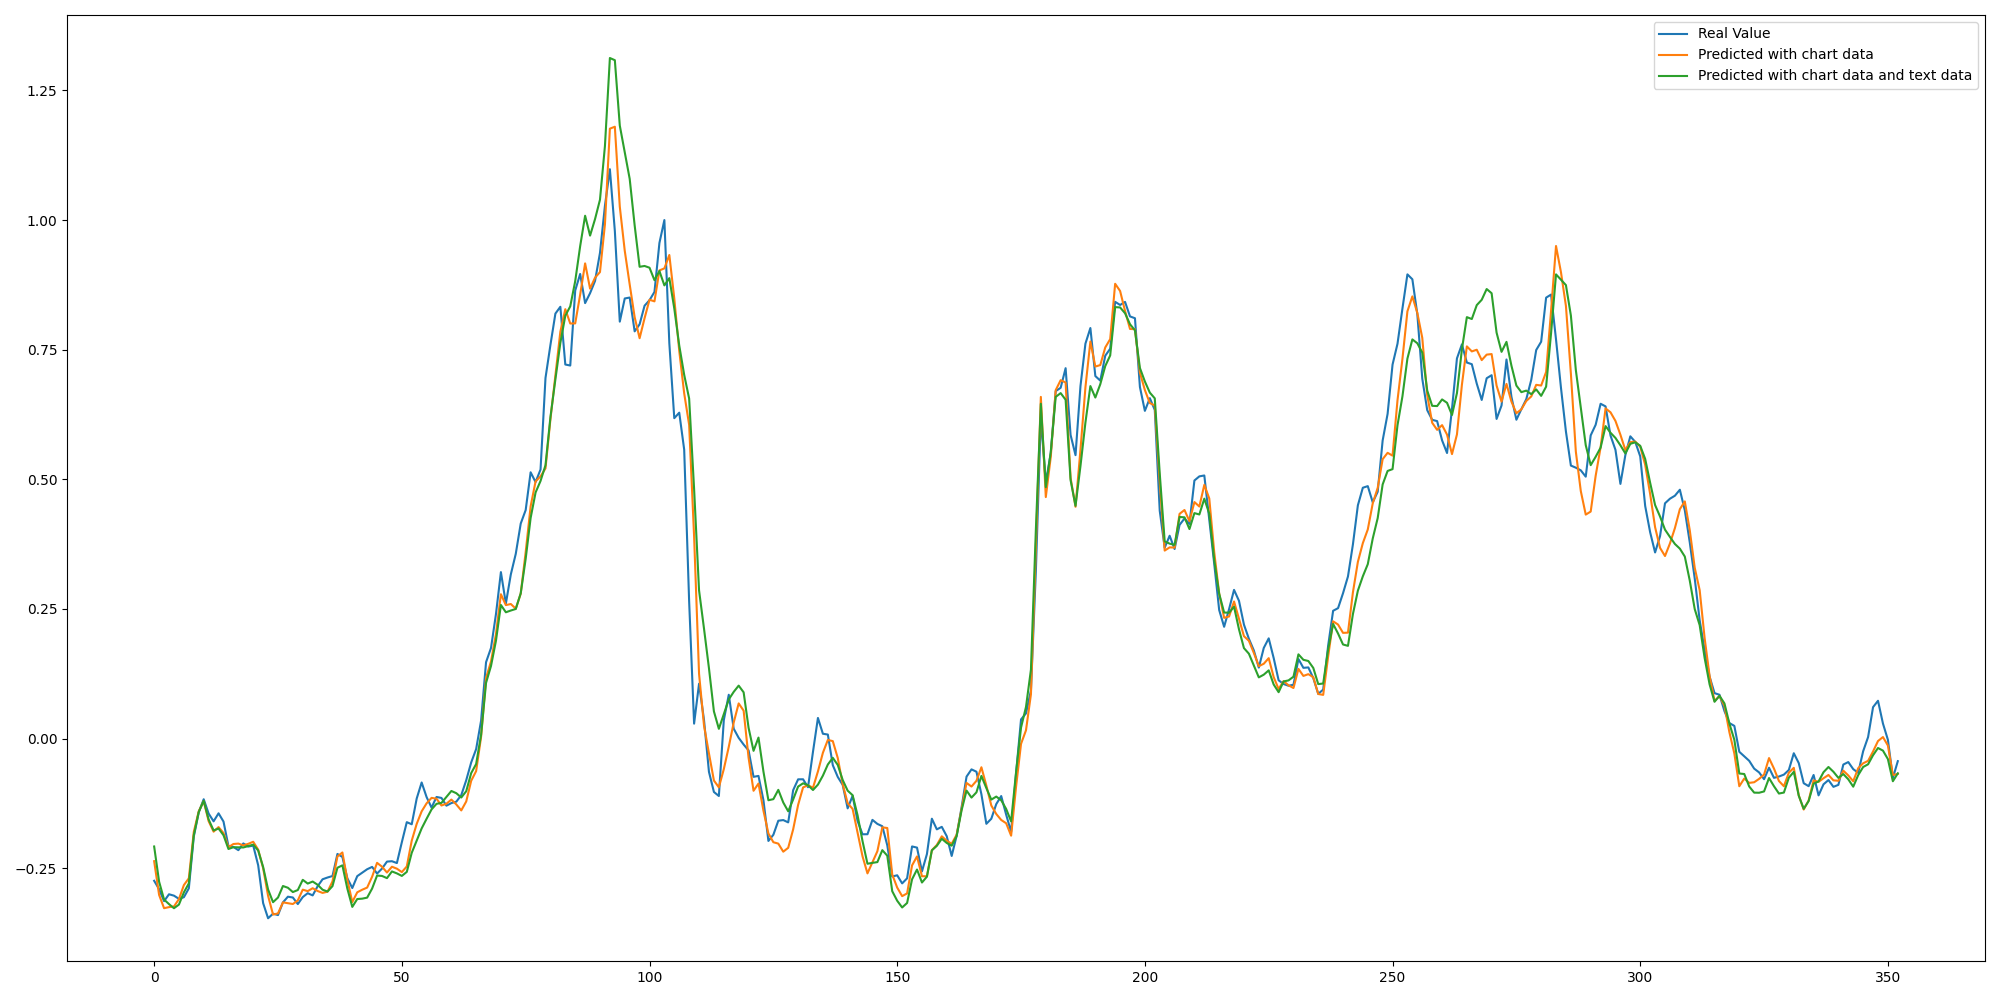 Real Value
Predicted with chart data
Predicted with chart data and text data
1.25
1.00
0.75
0.50
0.25
0.00
−0.25
0 50 100 150 200 250 300 350